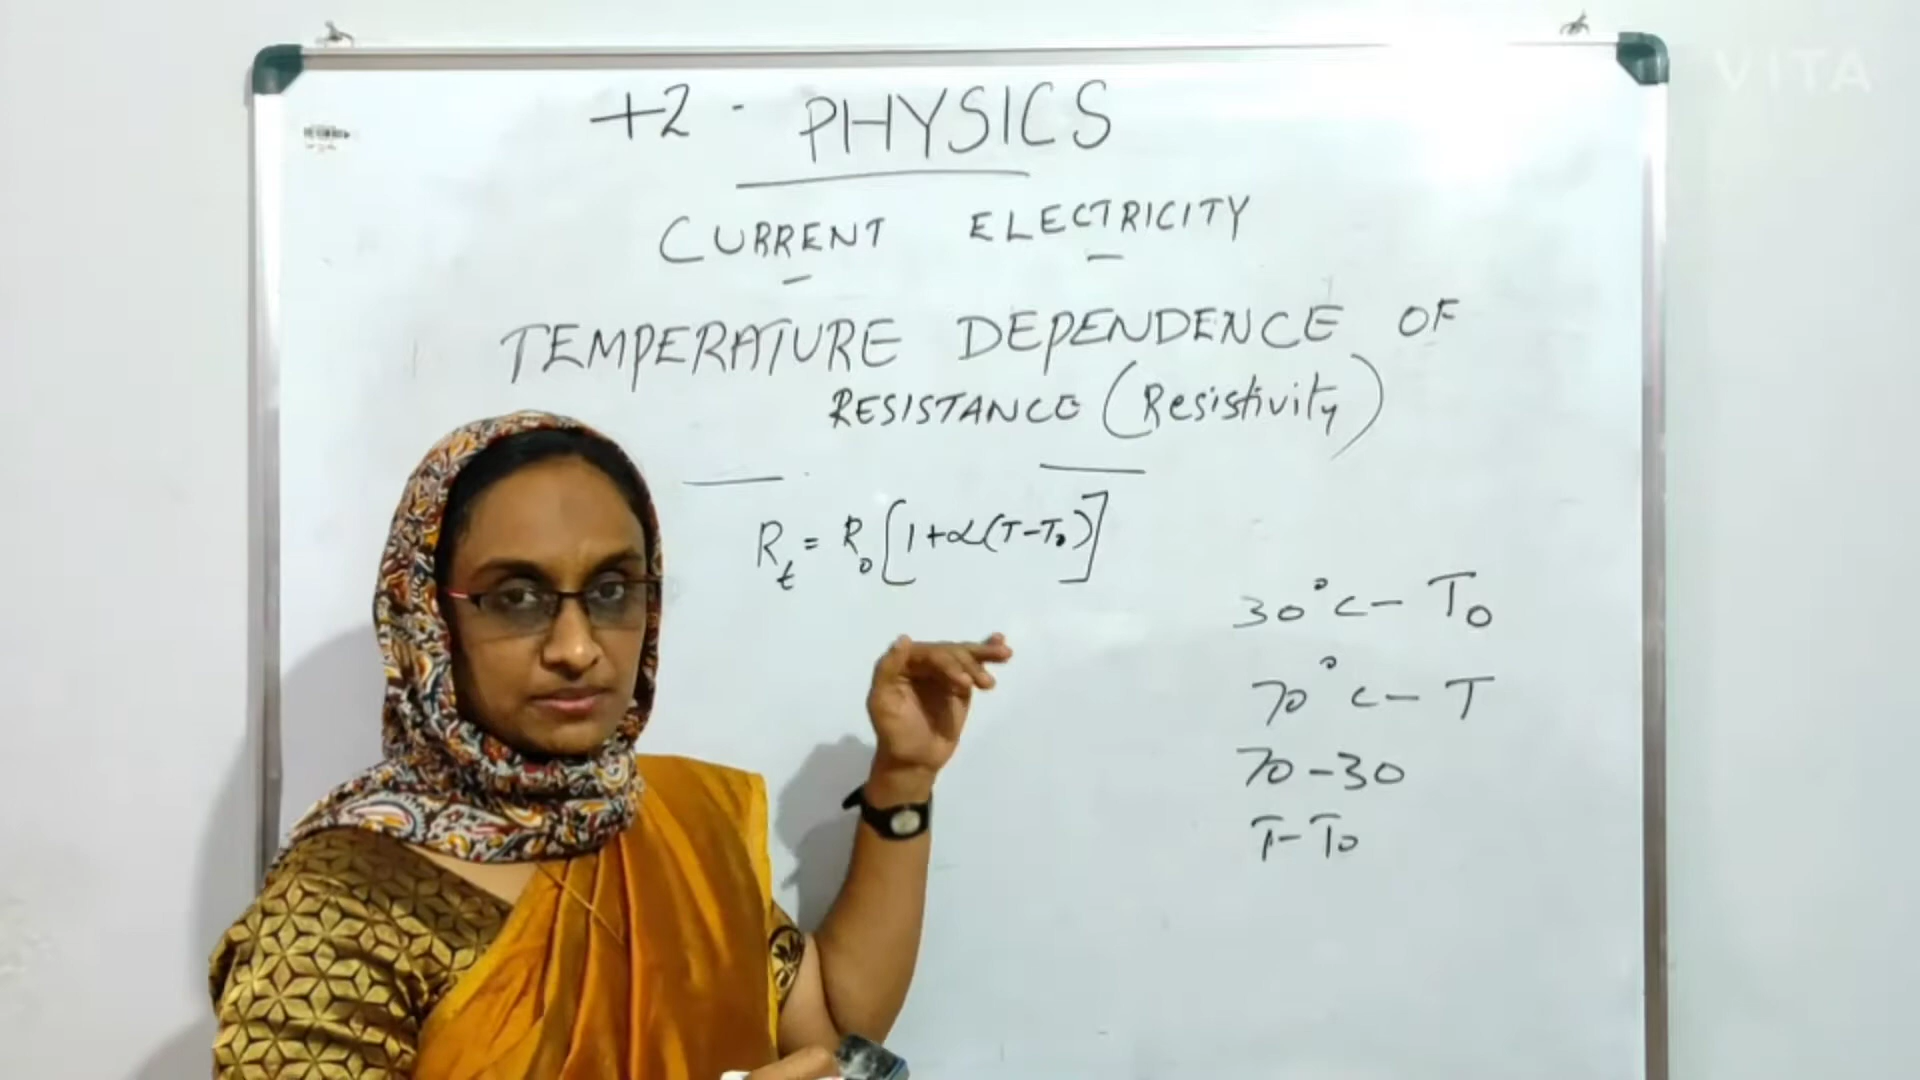 +2 - PHYSICS
CURRENT ELECTRICITY
TEMPERATURE DEPENDENCE OF
RESISTANCE (Resistivity)
Rₜ = R₀[1+α(T-T₀)]
30°C - T₀
70°C - T
70-30
T-T₀
VITA